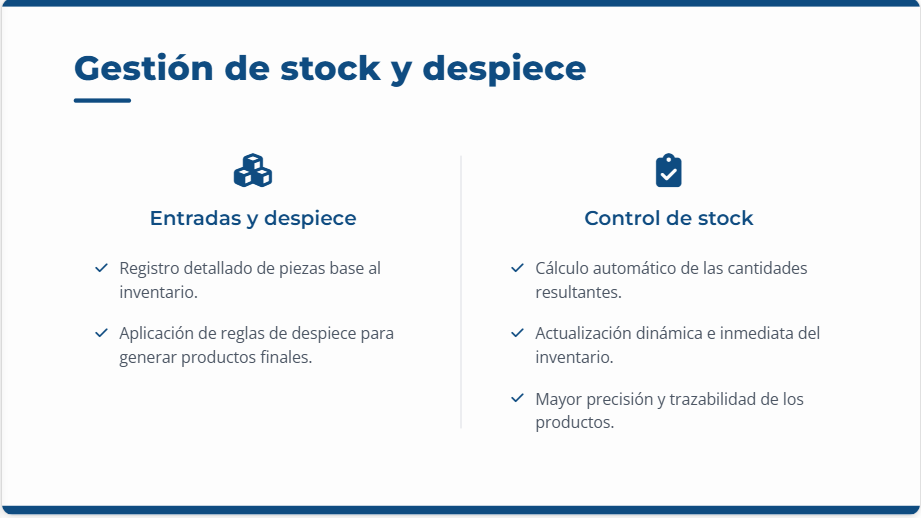 Gestión de stock y despiece
Entradas y despiece
Registro detallado de piezas base al
inventario.
Aplicación de reglas de despiece para
generar productos finales.
Control de stock
Cálculo automático de las cantidades
resultantes.
Actualización dinámica e inmediata del
inventario.
Mayor precisión y trazabilidad de los
productos.